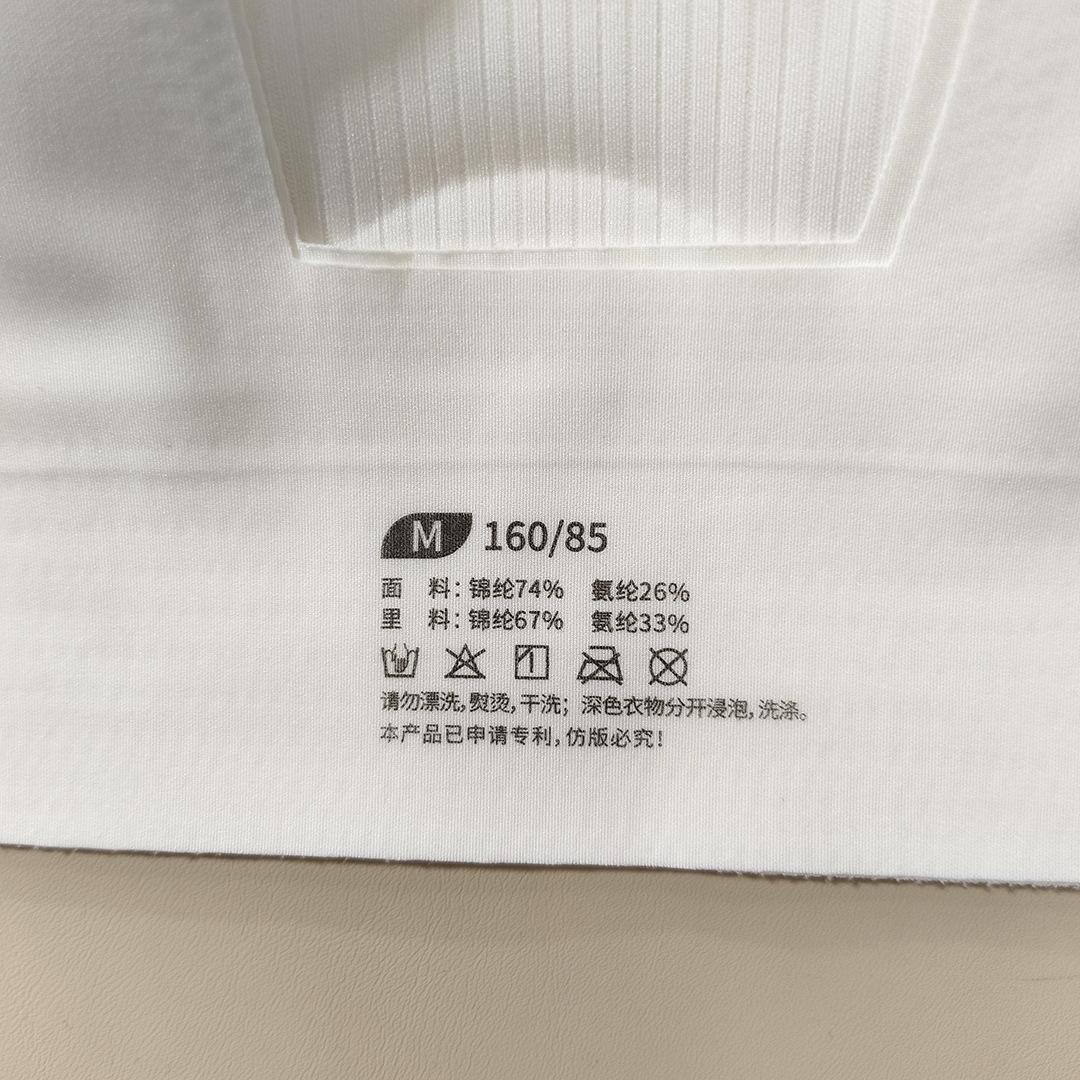 M 160/85
面 料：锦纶74% 氨纶26%
里 料：锦纶67% 氨纶33%
请勿漂洗，熨烫，干洗；深色衣物分开浸泡，洗涤。
本产品已申请专利，仿版必究！